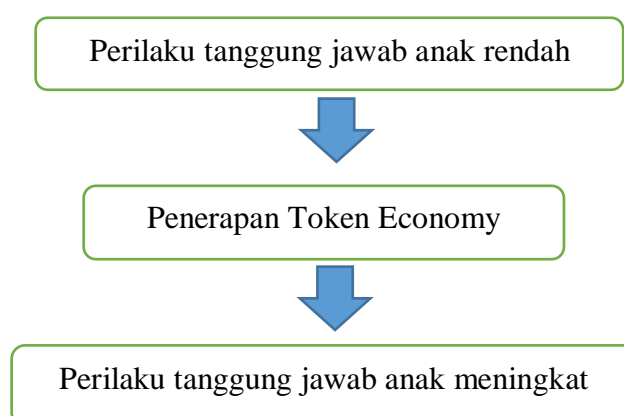 Perilaku tanggung jawab anak rendah
Penerapan Token Economy
Perilaku tanggung jawab anak meningkat